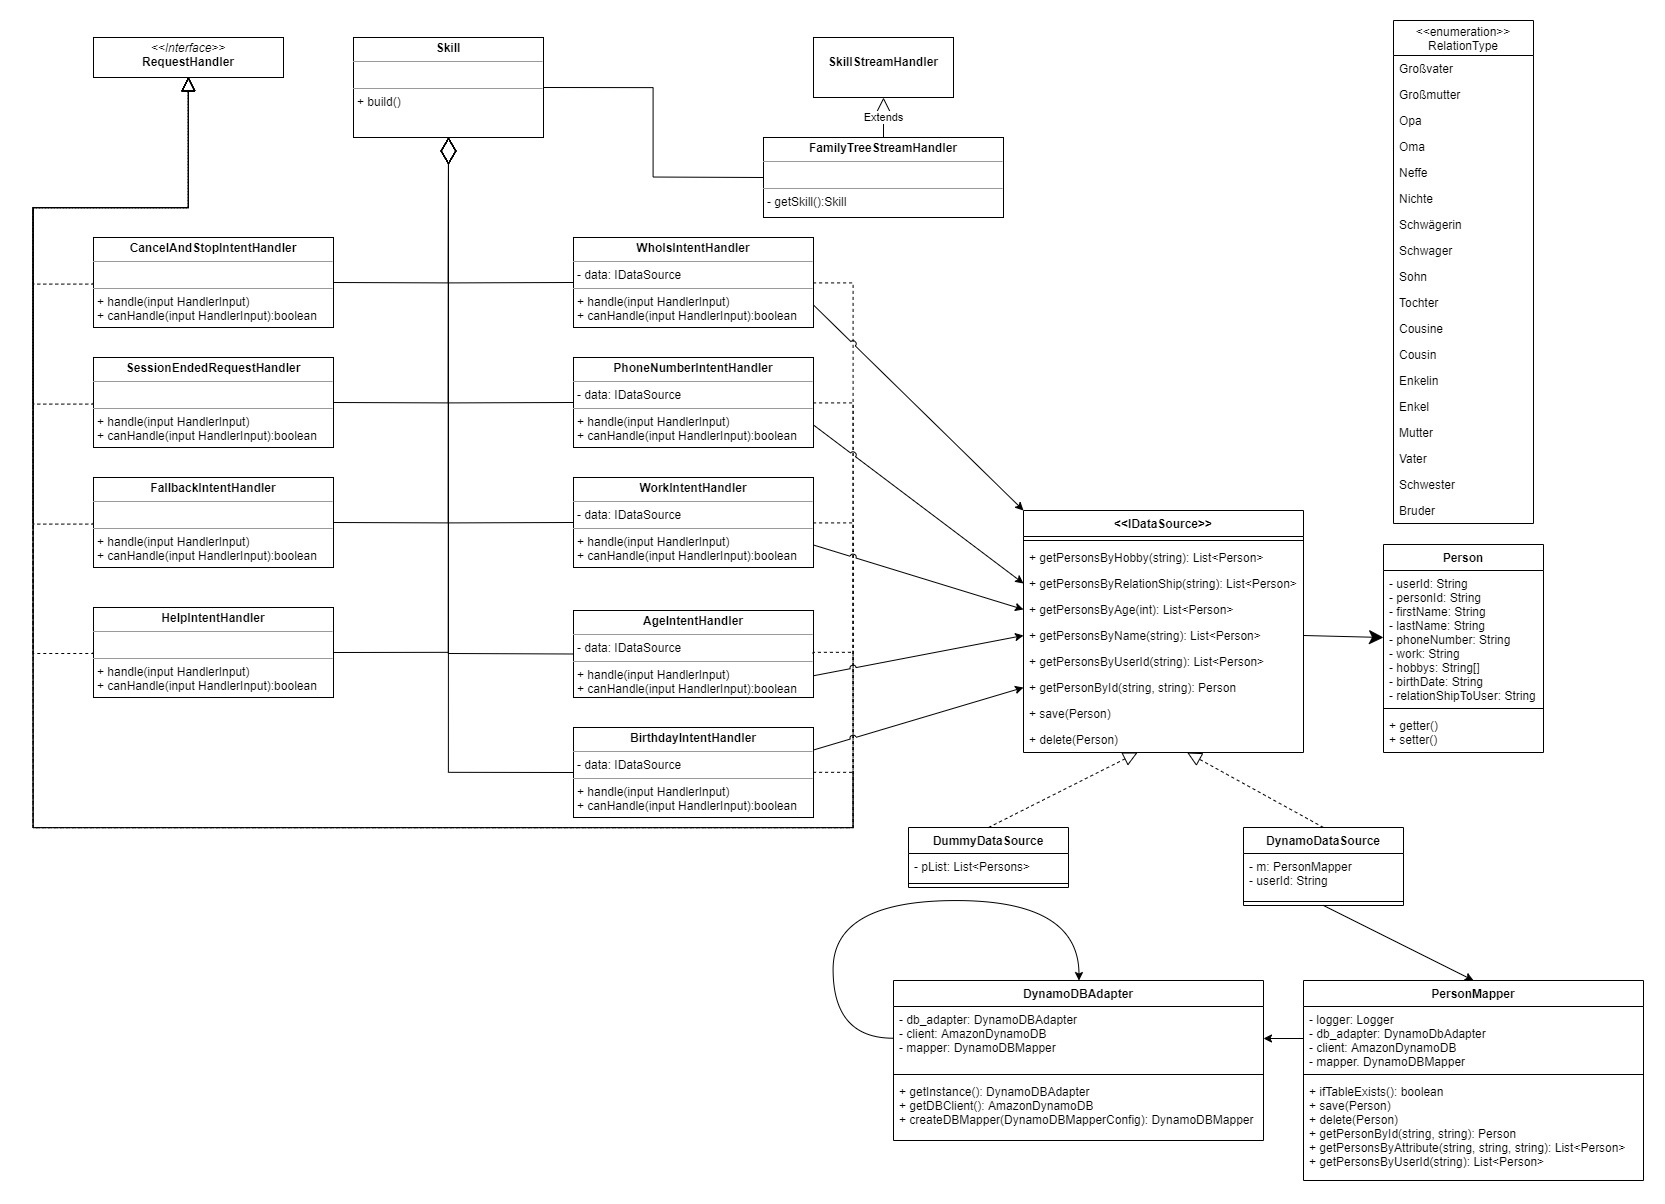 <<Interface>>
RequestHandler
Skill
+ build()
SkillStreamHandler
Extends
FamilyTreeStreamHandler
- getSkill():Skill
<<enumeration>>
RelationType
Großvater
Großmutter
Opa
Oma
Neffe
Nichte
Schwägerin
Schwager
Sohn
Tochter
Cousine
Cousin
Enkelin
Enkel
Mutter
Vater
Schwester
Bruder
CancelAndStopIntentHandler
+ handle(input HandlerInput)
+ canHandle(input HandlerInput):boolean
WhoIsIntentHandler
- data: IDataSource
+ handle(input HandlerInput)
+ canHandle(input HandlerInput):boolean
SessionEndedRequestHandler
+ handle(input HandlerInput)
+ canHandle(input HandlerInput):boolean
PhoneNumberIntentHandler
- data: IDataSource
+ handle(input HandlerInput)
+ canHandle(input HandlerInput):boolean
FallbackIntentHandler
+ handle(input HandlerInput)
+ canHandle(input HandlerInput):boolean
WorkIntentHandler
- data: IDataSource
+ handle(input HandlerInput)
+ canHandle(input HandlerInput):boolean
HelpIntentHandler
+ handle(input HandlerInput)
+ canHandle(input HandlerInput):boolean
AgeIntentHandler
- data: IDataSource
+ handle(input HandlerInput)
+ canHandle(input HandlerInput):boolean
BirthdayIntentHandler
- data: IDataSource
+ handle(input HandlerInput)
+ canHandle(input HandlerInput):boolean
<<IDataSource>>
+ getPersonsByHobby(string): List<Person>
+ getPersonsByRelationShip(string): List<Person>
+ getPersonsByAge(int): List<Person>
+ getPersonsByName(string): List<Person>
+ getPersonsByUserId(string): List<Person>
+ getPersonById(string, string): Person
+ save(Person)
+ delete(Person)
Person
- userId: String
- personId: String
- firstName: String
- lastName: String
- phoneNumber: String
- work: String
- hobbys: String[]
- birthDate: String
- relationShipToUser: String
+ getter()
+ setter()
DummyDataSource
- pList: List<Persons>
DynamoDataSource
- m: PersonMapper
- userId: String
DynamoDBAdapter
- db_adapter: DynamoDBAdapter
- client: AmazonDynamoDB
- mapper: DynamoDBMapper
+ getInstance(): DynamoDBAdapter
+ getDBClient(): AmazonDynamoDB
+ createDBMapper(DynamoDBMapperConfig): DynamoDBMapper
PersonMapper
- logger: Logger
- db_adapter: DynamoDbAdapter
- client: AmazonDynamoDB
- mapper. DynamoDBMapper
+ ifTableExists(): boolean
+ save(Person)
+ delete(Person)
+ getPersonById(string, string): Person
+ getPersonsByAttribute(string, string, string): List<Person>
+ getPersonsByUserId(string): List<Person>